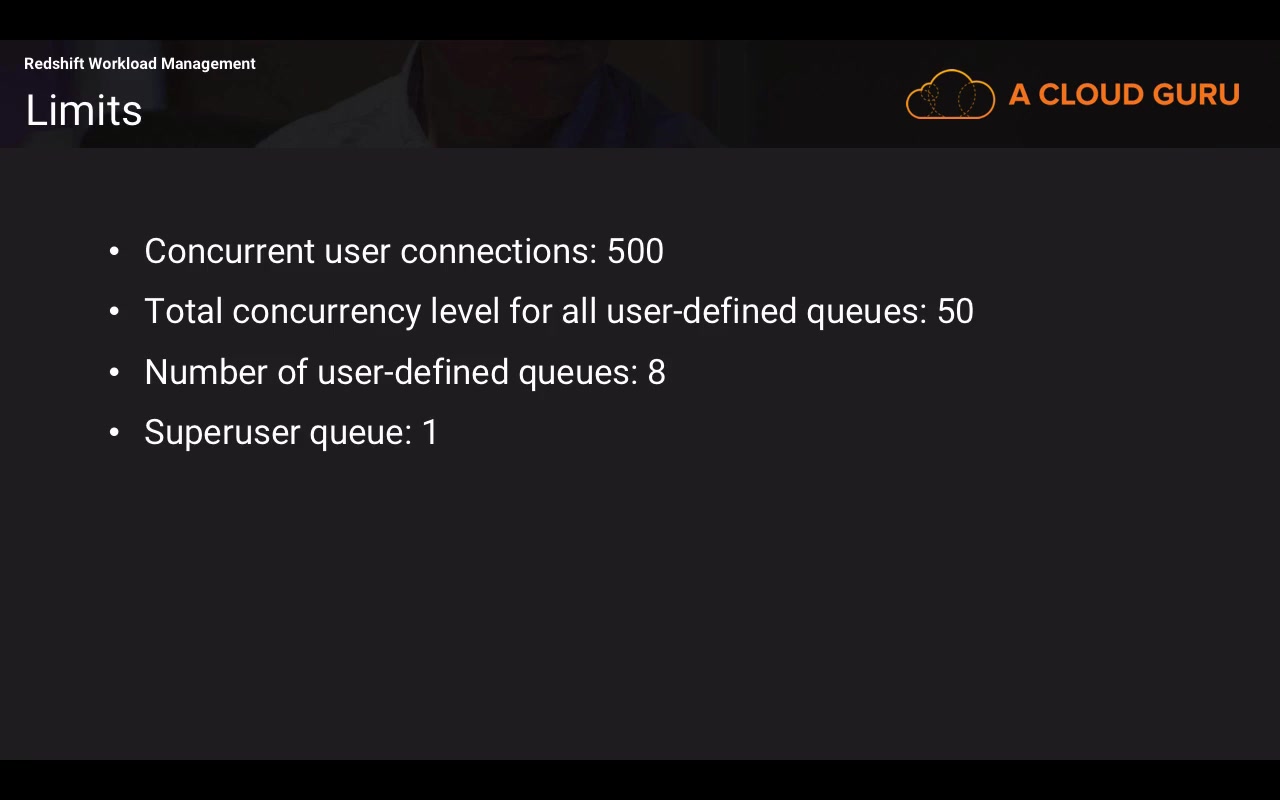 Redshift Workload Management
Limits
A CLOUD GURU
• Concurrent user connections: 500
• Total concurrency level for all user-defined queues: 50
• Number of user-defined queues: 8
• Superuser queue: 1